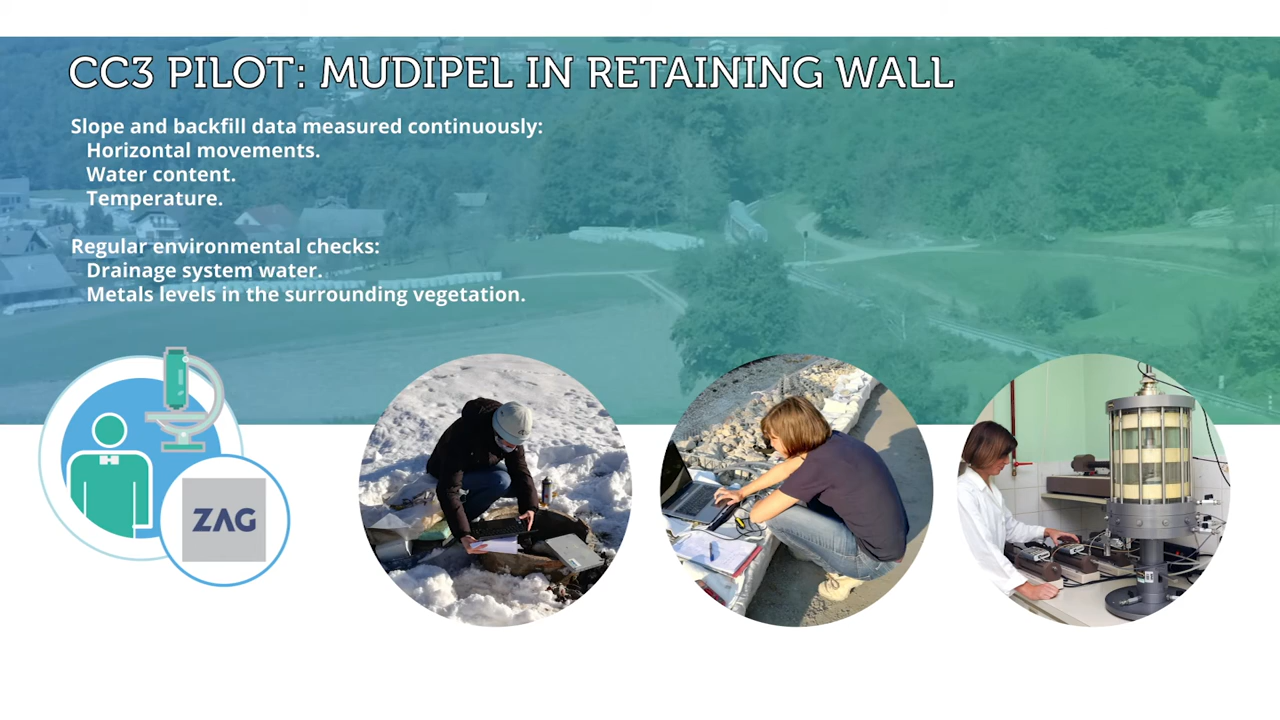 CC3 PILOT: MUDIPEL IN RETAINING WALL
Slope and backfill data measured continuously:
Horizontal movements.
Water content.
Temperature.
Regular environmental checks:
Drainage system water.
Metals levels in the surrounding vegetation.
ZAG